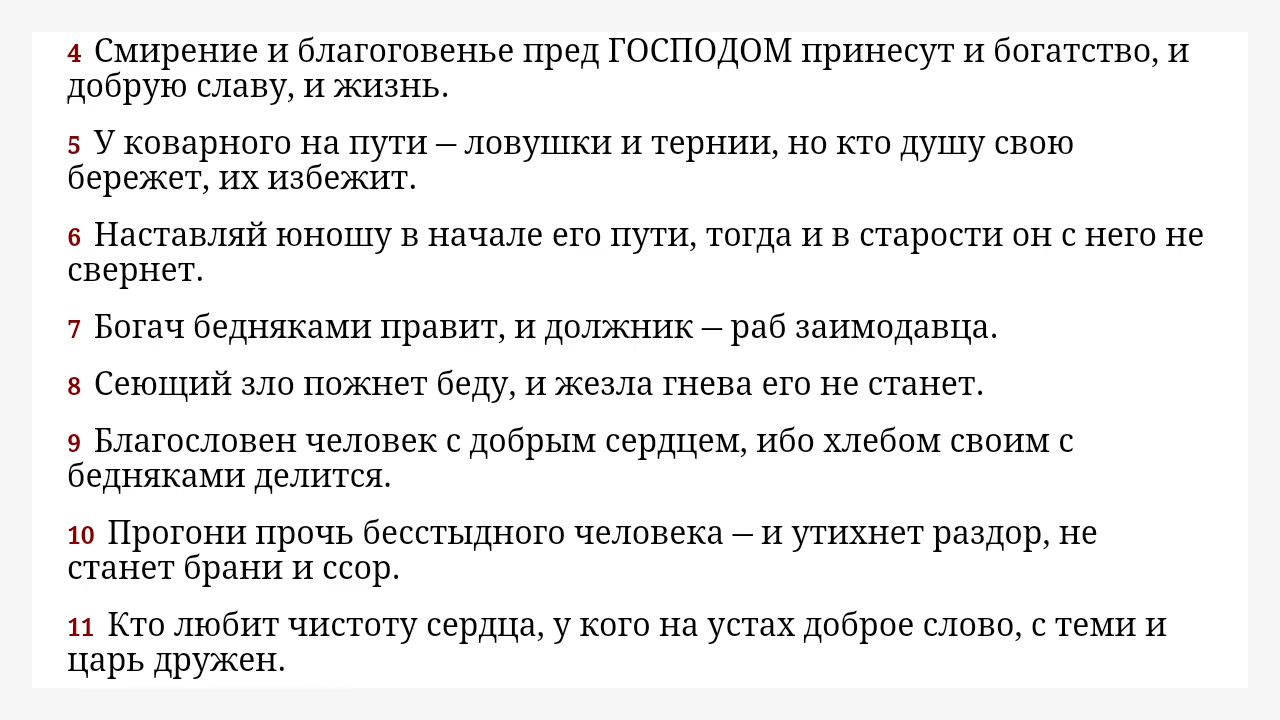 4 Смирение и благоговенье пред ГОСПОДОМ принесут и богатство, и
добрую славу, и жизнь.
5 У коварного на пути – ловушки и тернии, но кто душу свою
бережет, их избежит.
6 Наставляй юношу в начале его пути, тогда и в старости он с него не
свернет.
7 Богач бедняками правит, и должник – раб заимодавца.
8 Сеющий зло пожнет беду, и жезла гнева его не станет.
9 Благословен человек с добрым сердцем, ибо хлебом своим с
бедняками делится.
10 Прогони прочь бесстыдного человека – и утихнет раздор, не
станет брани и ссор.
11 Кто любит чистоту сердца, у кого на устах доброе слово, с теми и
царь дружен.